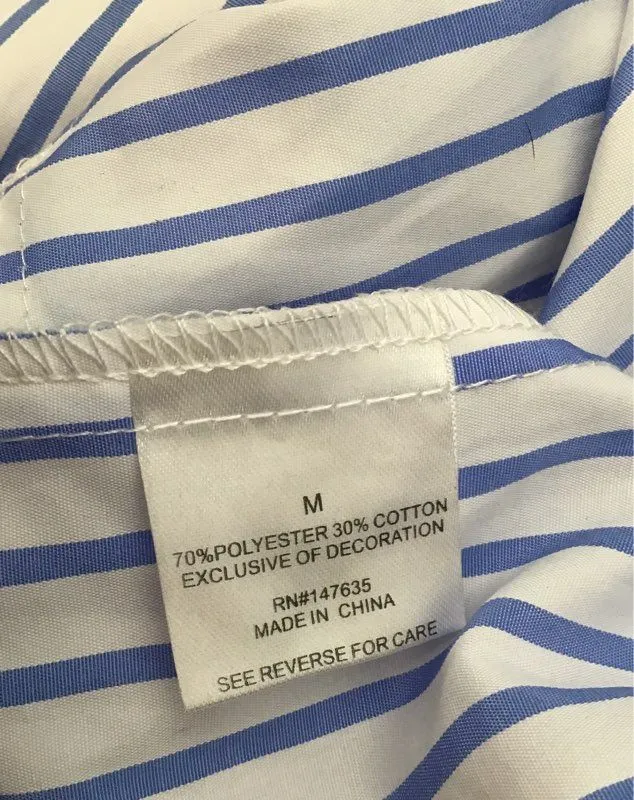 M
70%POLYESTER 30% COTTON
EXCLUSIVE OF DECORATION
RN#147635
MADE IN CHINA
SEE REVERSE FOR CARE